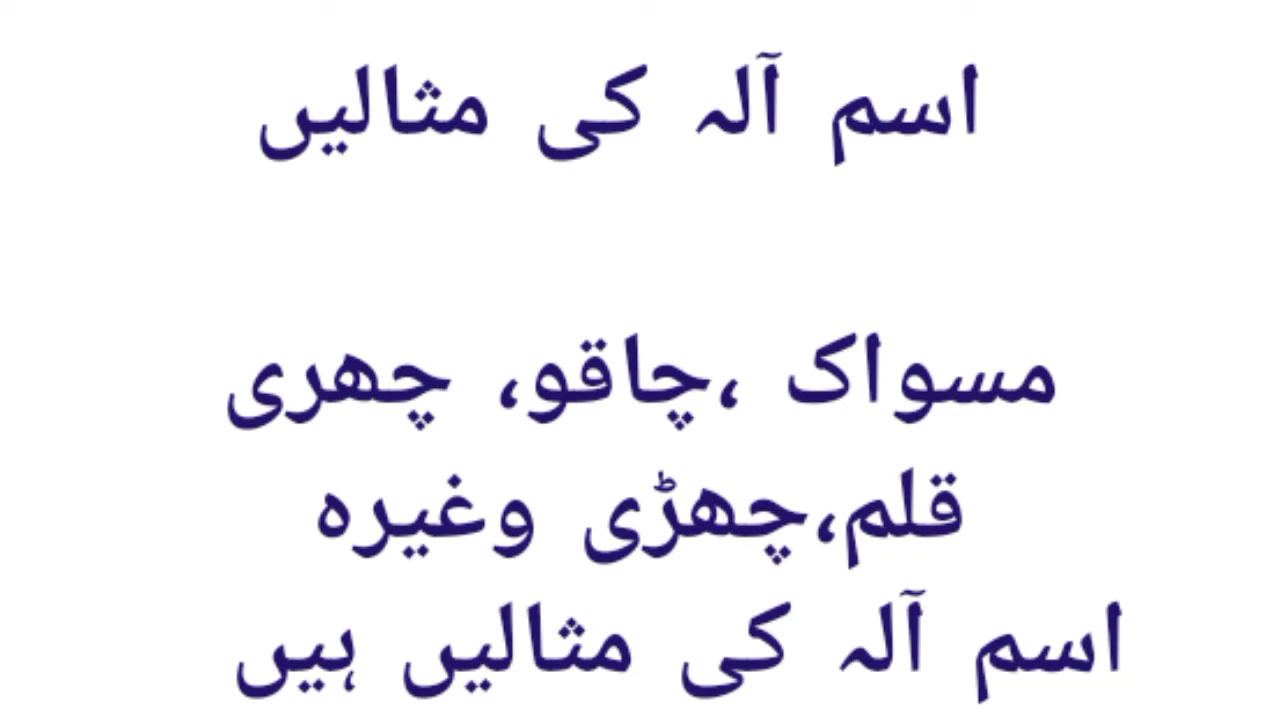 اسم آلہ کی مثالیں
مسواک ،چاقو، چھری
قلم،چھڑی وغیرہ
اسم آلہ کی مثالیں ہیں